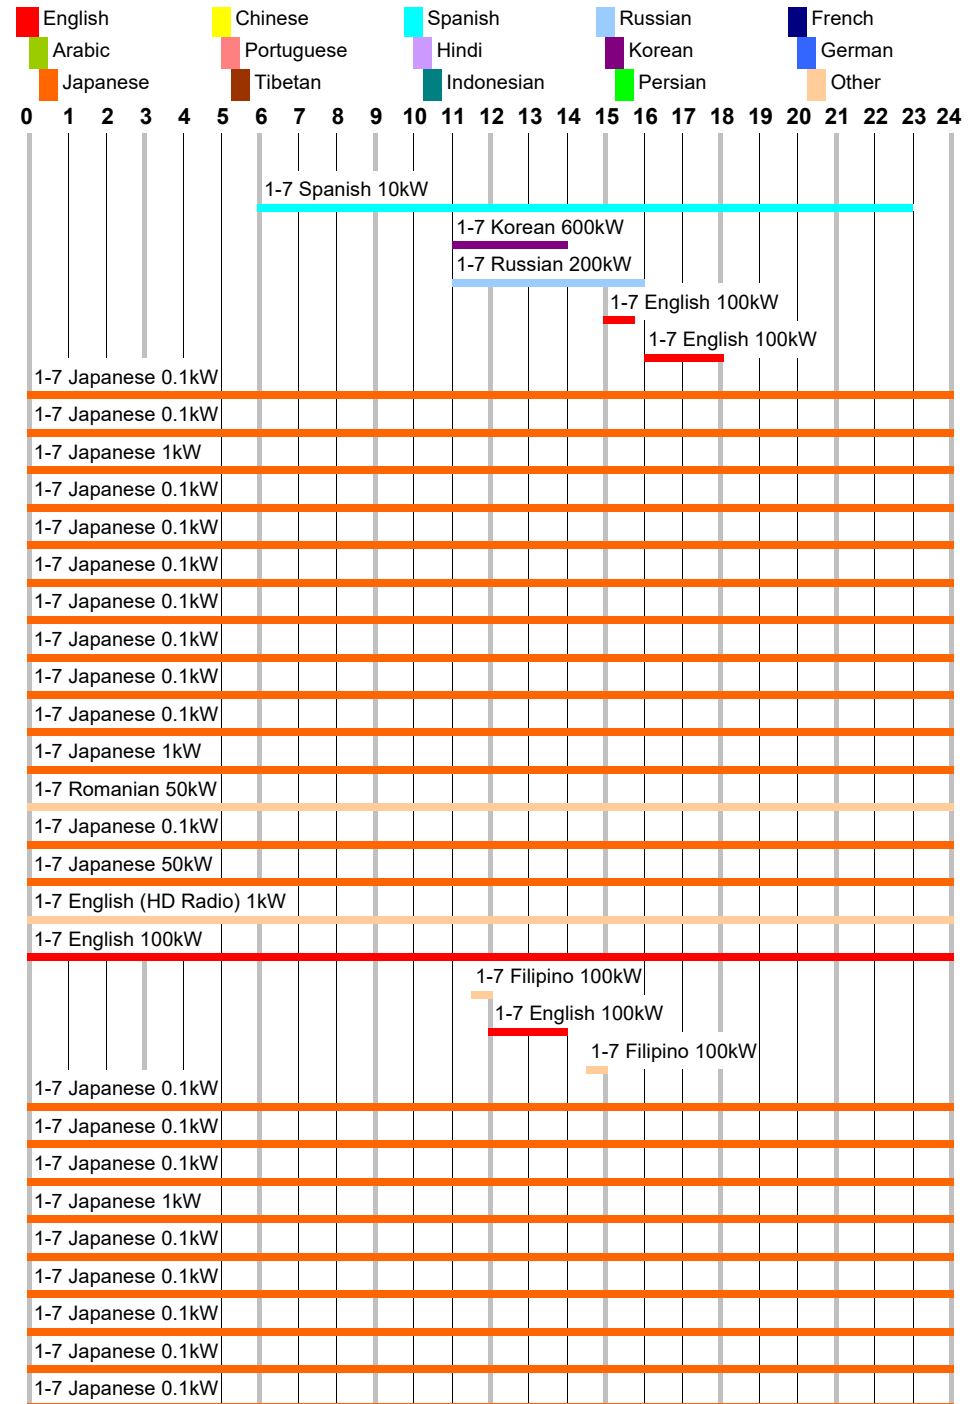 English Chinese Spanish Russian French
Arabic Portuguese Hindi Korean German
Japanese Tibetan Indonesian Persian Other
0 1 2 3 4 5 6 7 8 9 10 11 12 13 14 15 16 17 18 19 20 21 22 23 24
1-7 Spanish 10kW
1-7 Korean 600kW
1-7 Russian 200kW
1-7 English 100kW
1-7 English 100kW
1-7 Japanese 0.1kW
1-7 Japanese 0.1kW
1-7 Japanese 1kW
1-7 Japanese 0.1kW
1-7 Japanese 0.1kW
1-7 Japanese 0.1kW
1-7 Japanese 0.1kW
1-7 Japanese 0.1kW
1-7 Japanese 0.1kW
1-7 Japanese 0.1kW
1-7 Japanese 1kW
1-7 Romanian 50kW
1-7 Japanese 0.1kW
1-7 Japanese 50kW
1-7 English (HD Radio) 1kW
1-7 English 100kW
1-7 Filipino 100kW
1-7 English 100kW
1-7 Filipino 100kW
1-7 Japanese 0.1kW
1-7 Japanese 0.1kW
1-7 Japanese 0.1kW
1-7 Japanese 1kW
1-7 Japanese 0.1kW
1-7 Japanese 0.1kW
1-7 Japanese 0.1kW
1-7 Japanese 0.1kW
1-7 Japanese 0.1kW